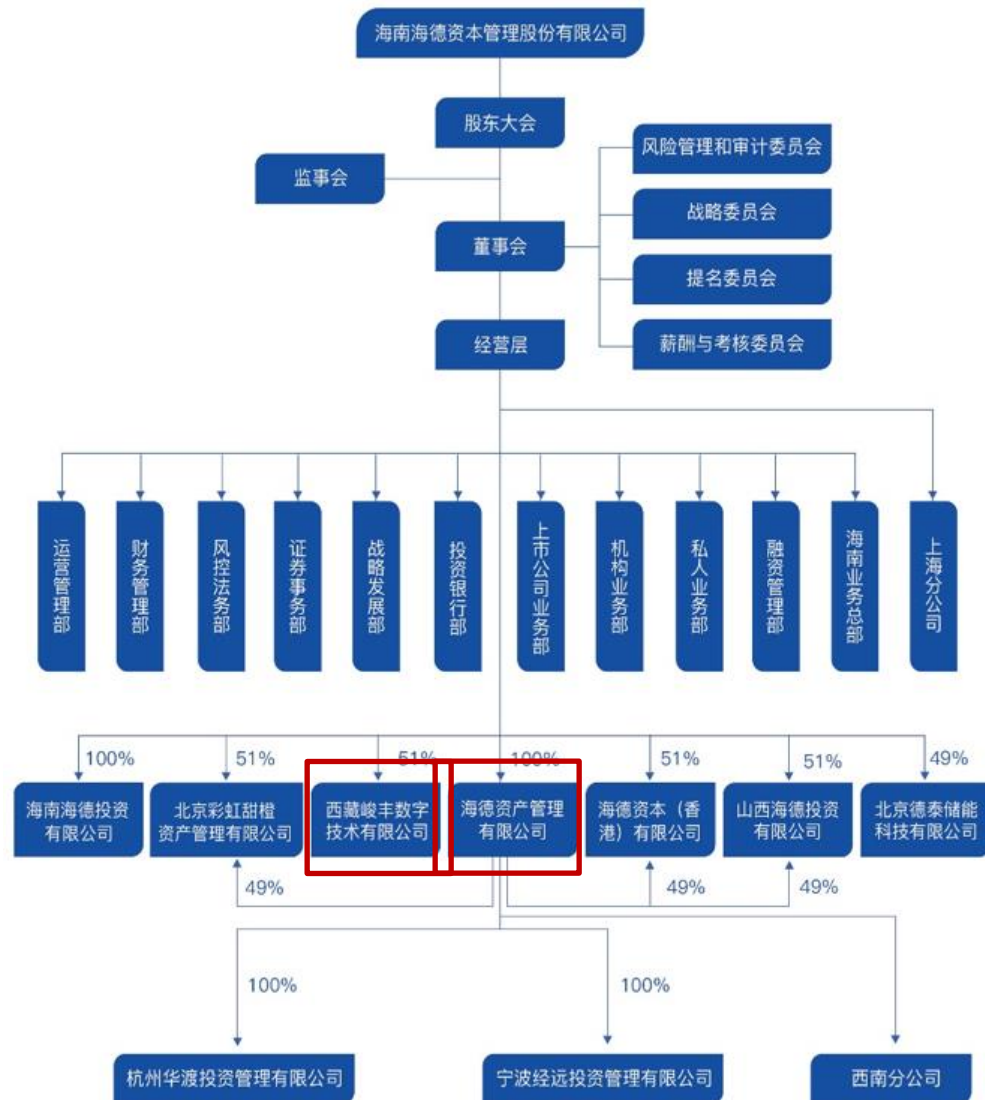 海南海德资本管理股份有限公司
股东大会
风险管理和审计委员会
监事会
战略委员会
董事会
提名委员会
经营层
薪酬与考核委员会
运营管理部
财务管理部
风控法务部
证券事务部
战略发展部
投资银行部
上市公司业务部
机构业务部
私人业务部
融资管理部
海南业务总部
上海分公司
100%
51%
51%
100%
51%
51%
49%
海南海德投资
有限公司
北京彩虹甜橙
资产管理有限公司
西藏峻丰数字
技术有限公司
海德资产管理
有限公司
海德资本（香
港）有限公司
山西海德投资
有限公司
北京德泰储能
科技有限公司
49%
49%
49%
100%
100%
杭州华渡投资管理有限公司
宁波经远投资管理有限公司
西南分公司